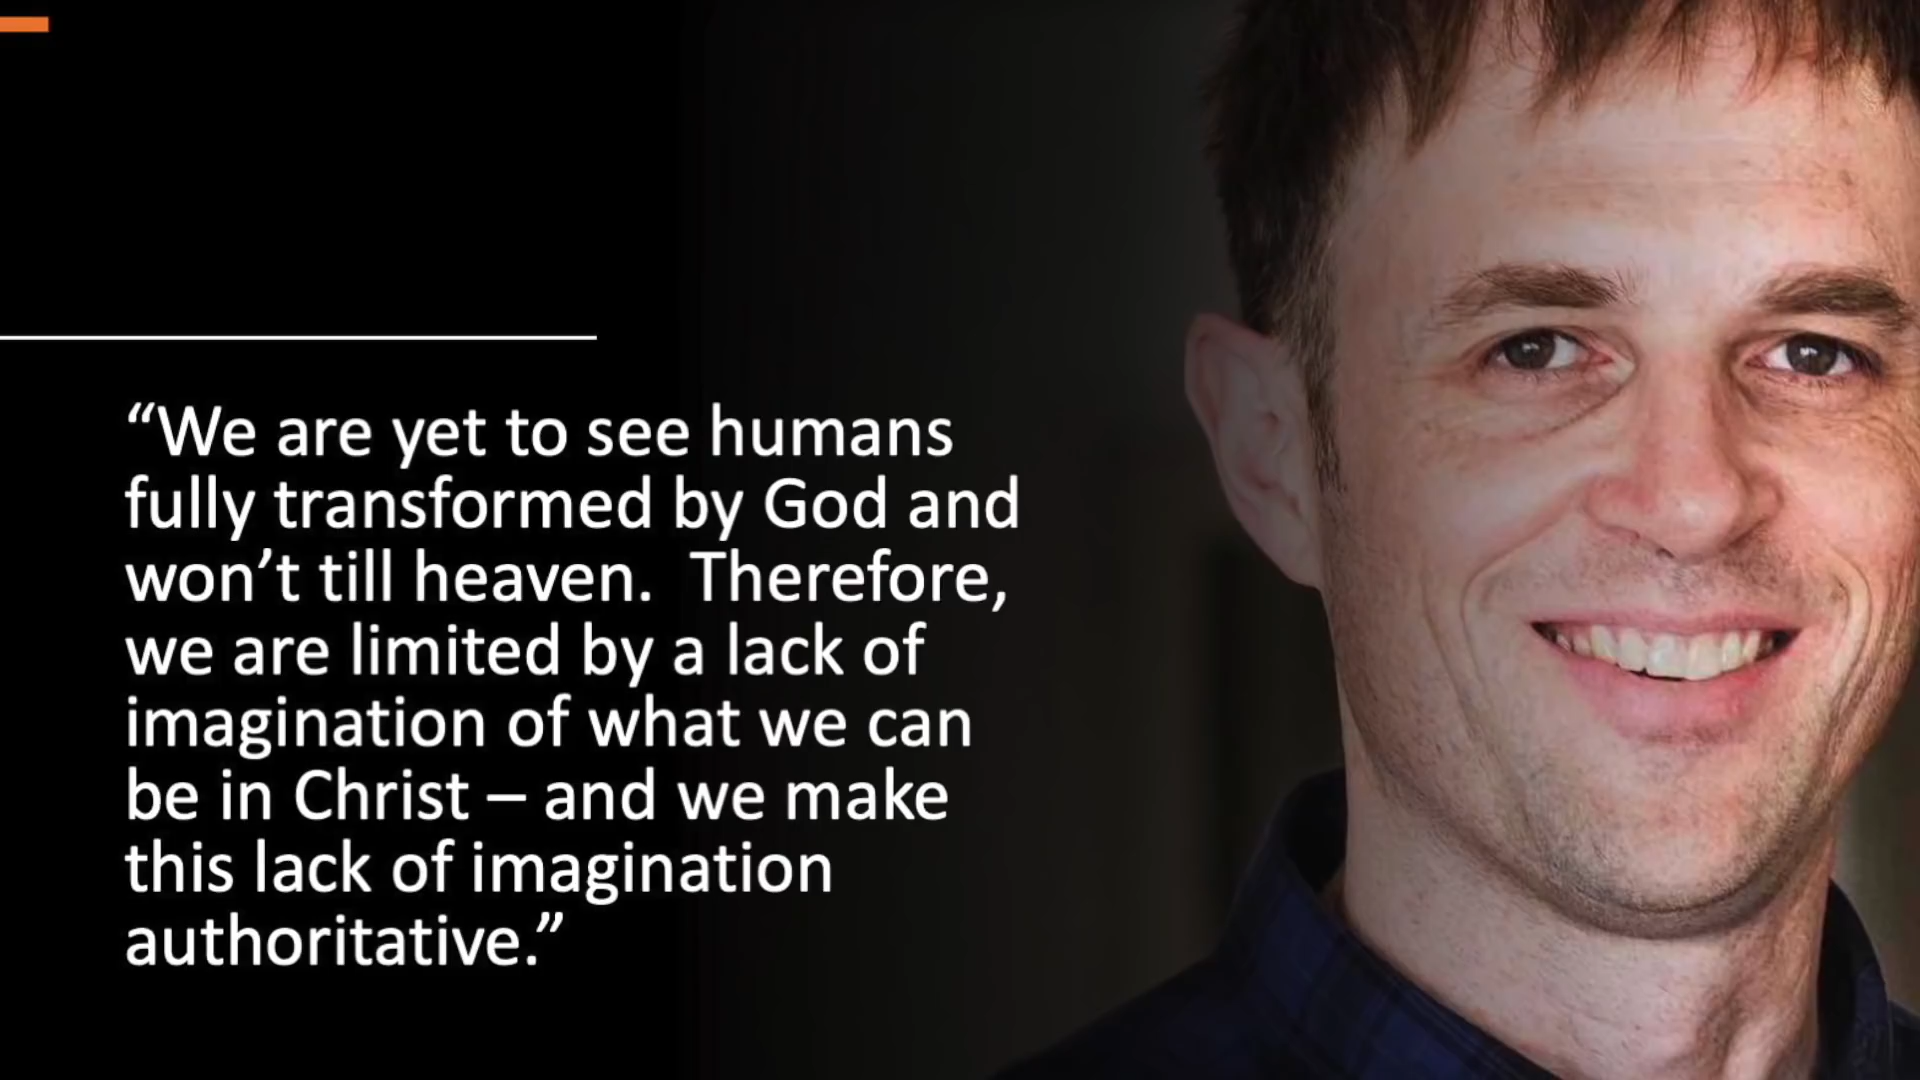 “We are yet to see humans
fully transformed by God and
won’t till heaven.  Therefore,
we are limited by a lack of
imagination of what we can
be in Christ – and we make
this lack of imagination
authoritative.”